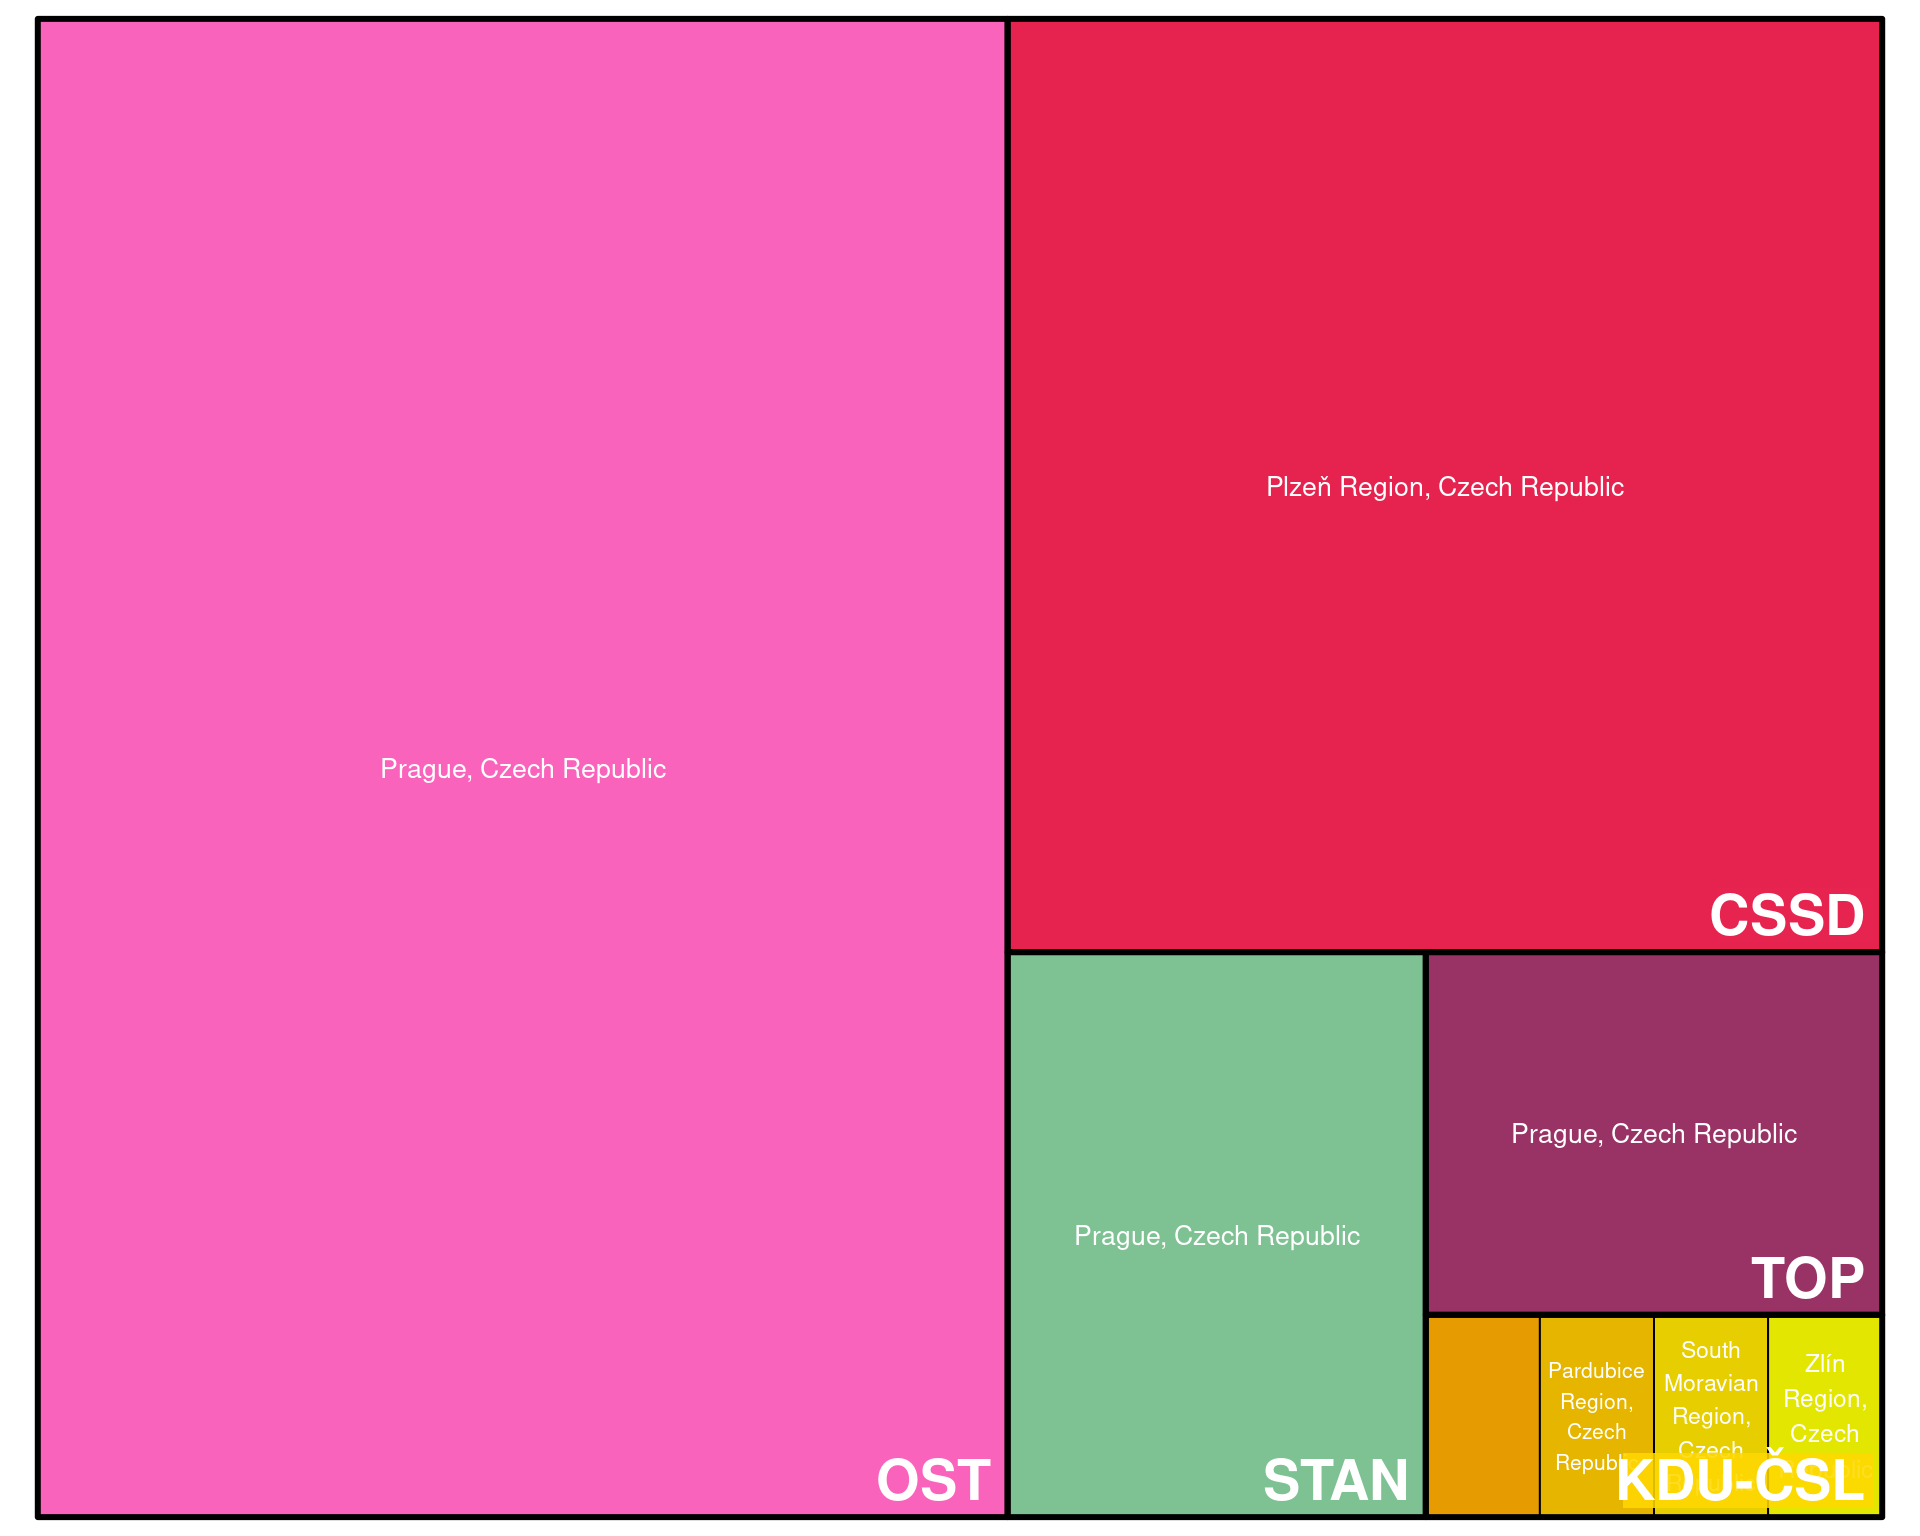 Prague, Czech Republic
OST
Plzeň Region, Czech Republic
CSSD
Prague, Czech Republic
STAN
Prague, Czech Republic
TOP
Pardubice
Region,
Czech
South
Moravian
Region,
Czech
Zlín
Region,
Czech
KDU-ČSL